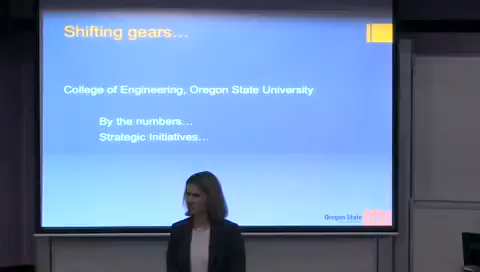 Shifting gears…
College of Engineering, Oregon State University
By the numbers…
Strategic Initiatives…
Oregon State